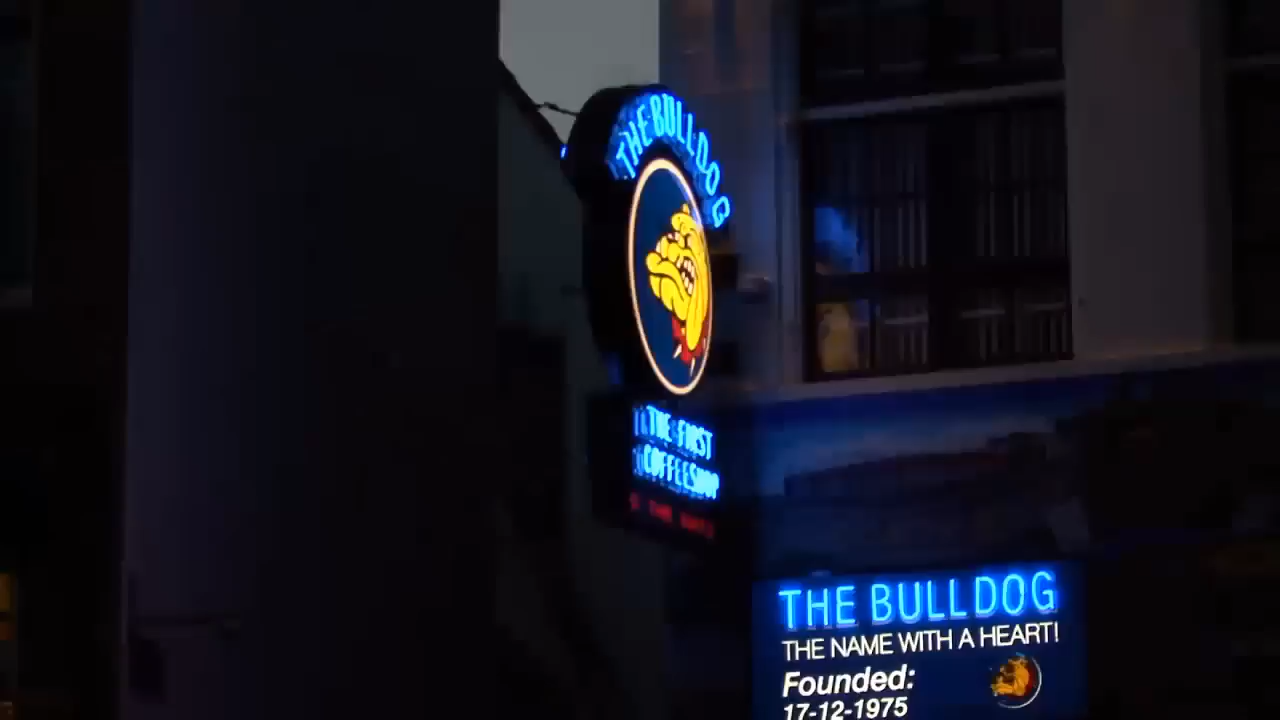 THE BULLDOG
THE FIRST
COFFEESHOP
THE BULLDOG
THE NAME WITH A HEART!
Founded:
17-12-1975